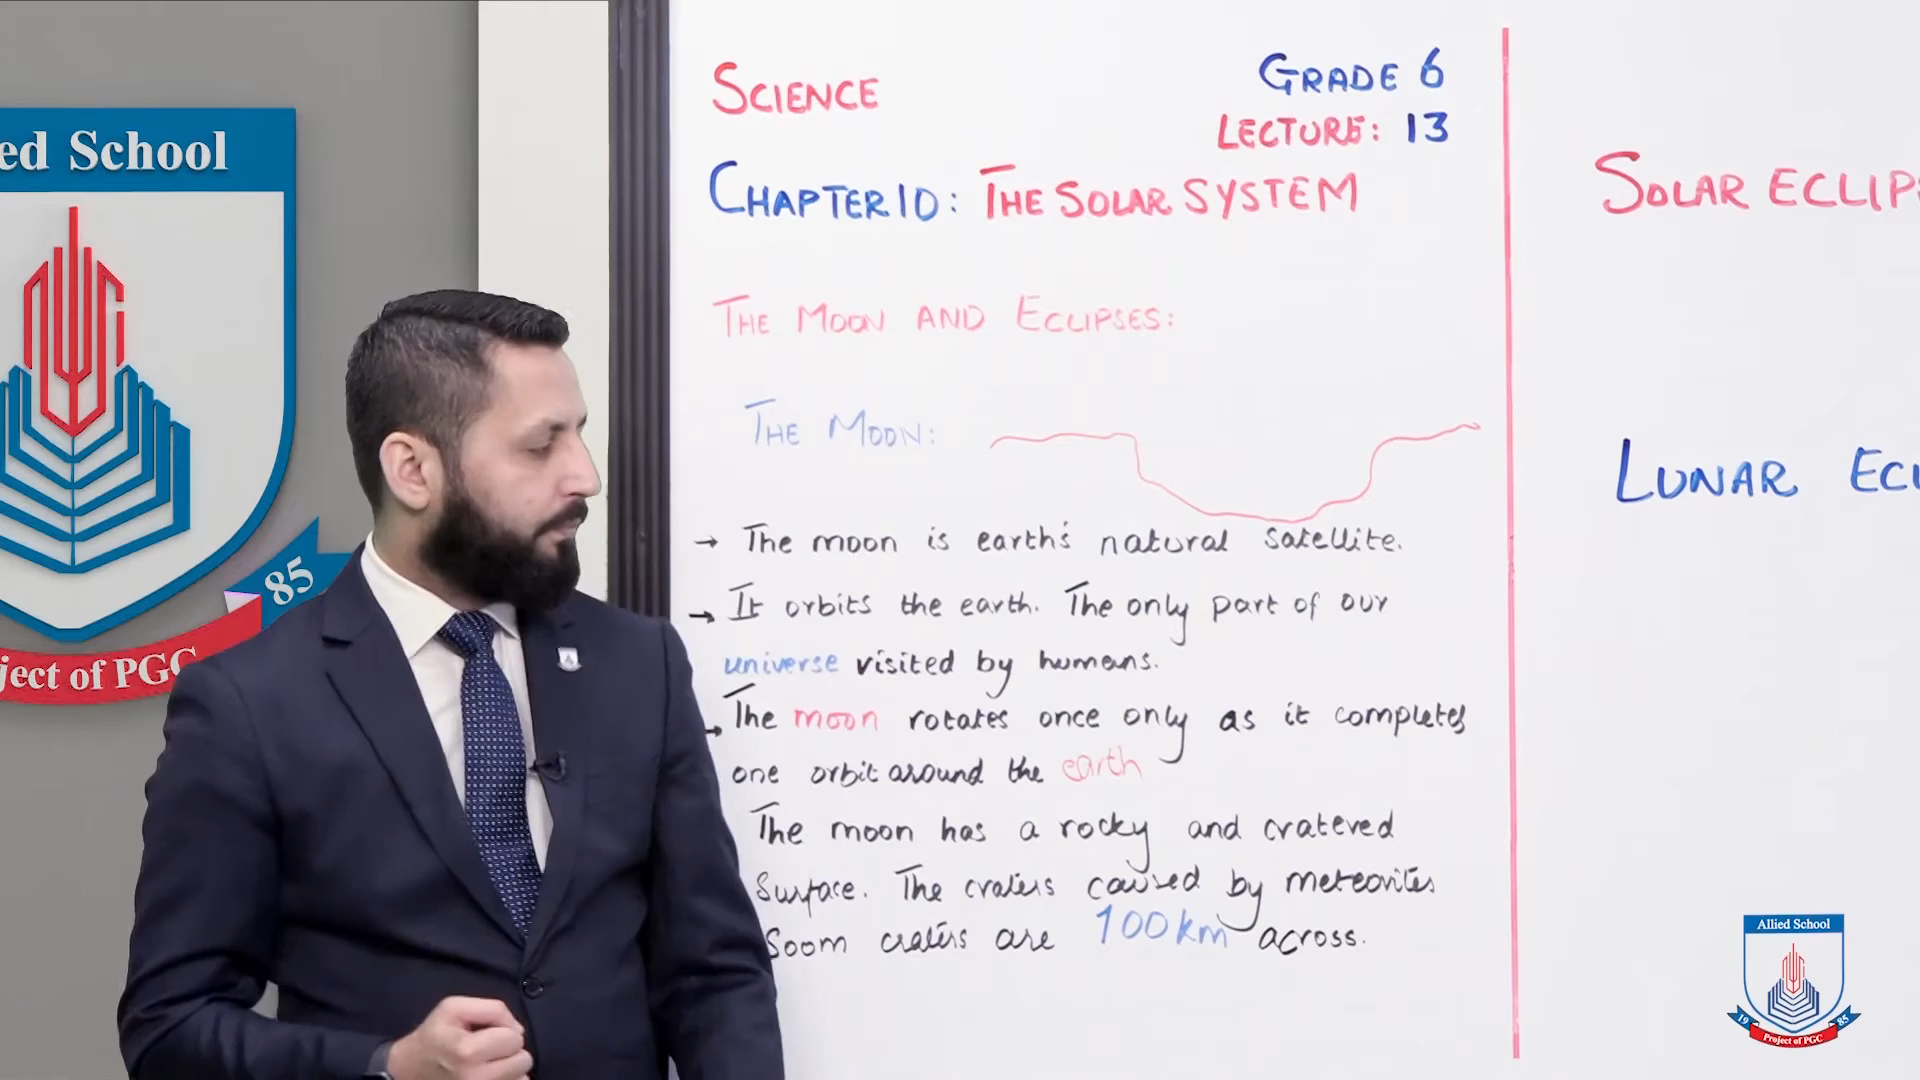 ed School
85
ject of PGC
SCIENCE
GRADE 6
LECTURE: 13
CHAPTER 10: THE SOLAR SYSTEM
THE MOON AND ECLIPSES:
THE MOON:
→ The moon is earth's natural satellite.
→ It orbits the earth. The only part of our
universe visited by humans.
→ The moon rotates once only as it completes
one orbit around the earth
The moon has a rocky and cratered
Surface. The craters caused by meteorites
Soom craters are 100km across.
SOLAR ECLIPS
LUNAR ECL
Allied School
19 85
Project of PGC